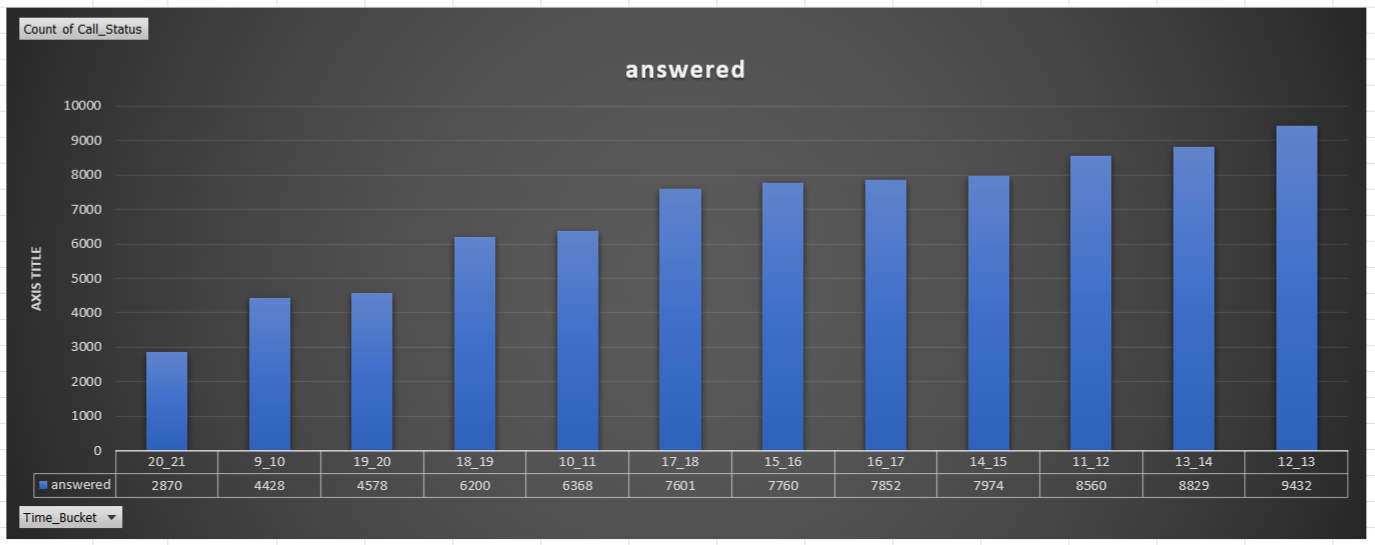 Count of Call_Status
answered
10000
9000
8000
7000
6000
5000
4000
3000
2000
1000
0
AXIS TITLE
20_21 9_10 19_20 18_19 10_11 17_18 15_16 16_17 14_15 11_12 13_14 12_13
answered 2870 4428 4578 6200 6368 7601 7760 7852 7974 8560 8829 9432
Time_Bucket